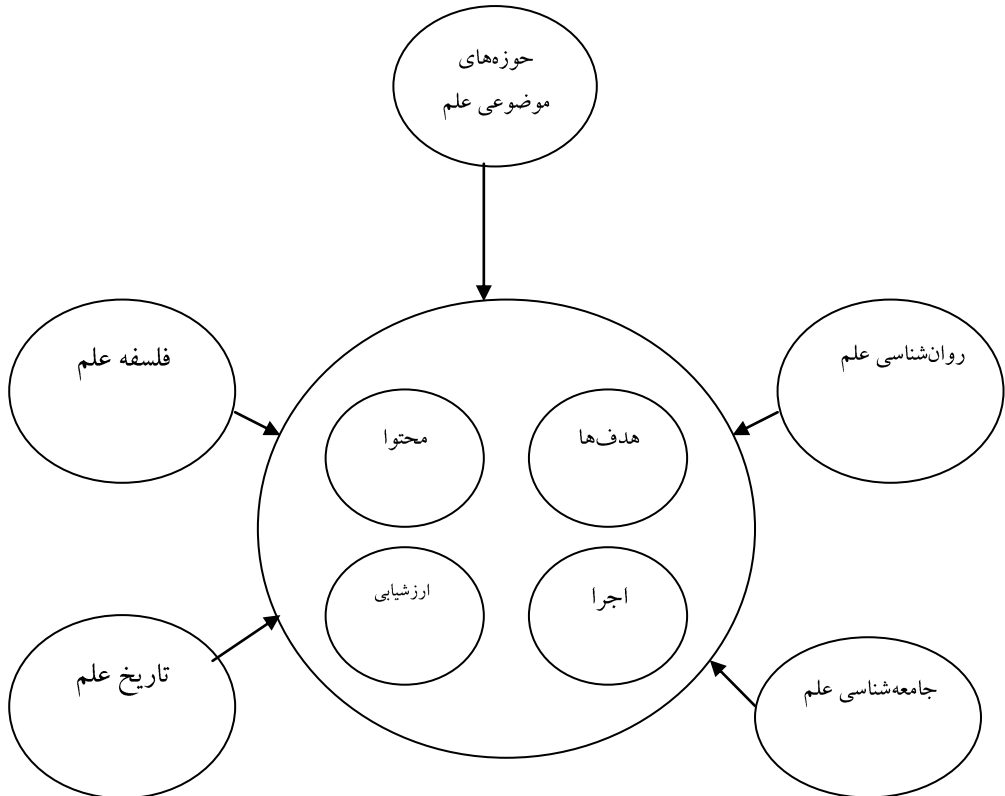 حوزه‌های
موضوعی علم
روان‌شناسی علم
فلسفه علم
هدف‌ها
محتوا
اجرا
ارزشیابی
جامعه‌شناسی علم
تاریخ علم